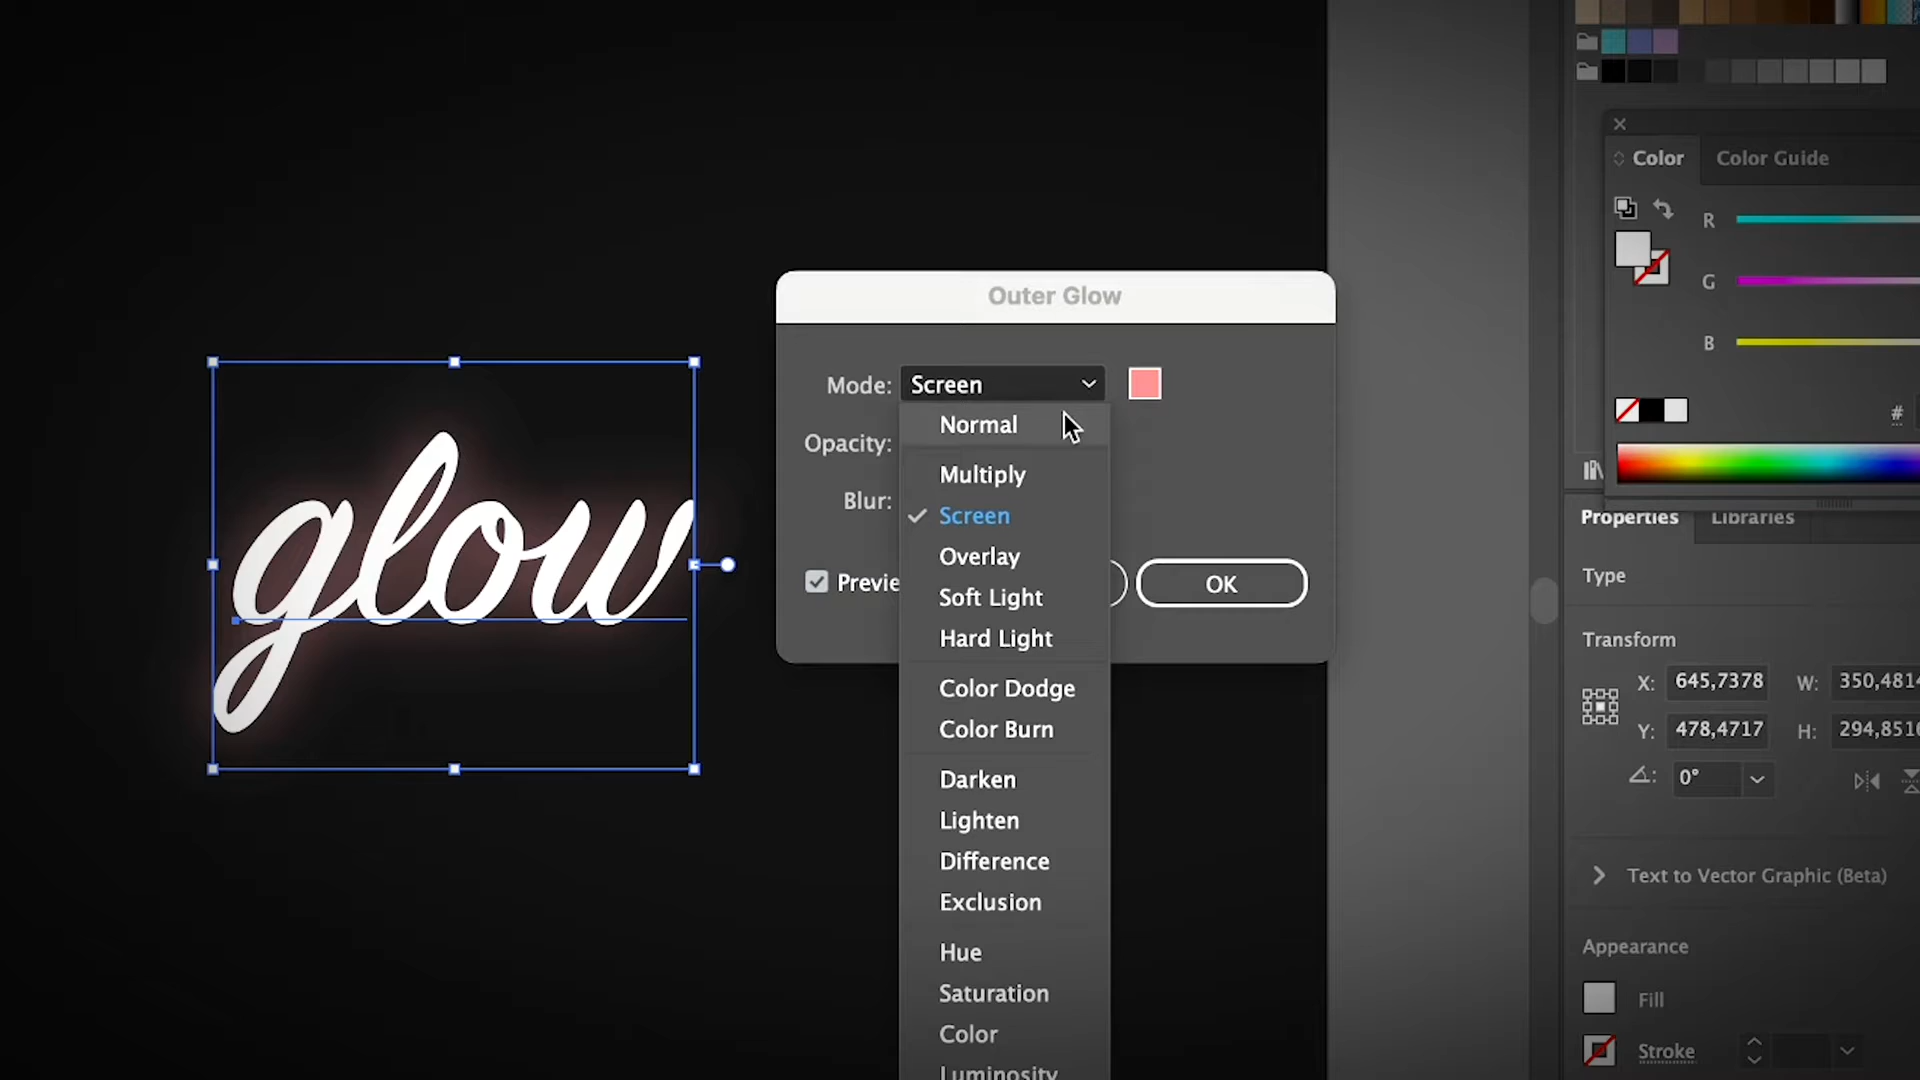 glow
Outer Glow
Mode: Screen
Opacity:
Blur:
Previe
OK
Normal
Multiply
Screen
Overlay
Soft Light
Hard Light
Color Dodge
Color Burn
Darken
Lighten
Difference
Exclusion
Hue
Saturation
Color
Luminosity
Color
Color Guide
R
G
B
#
Properties
Libraries
Type
Transform
X: 645,7378 W: 350,4814
Y: 478,4717 H: 294,8516
0°
Text to Vector Graphic (Beta)
Appearance
Fill
Stroke